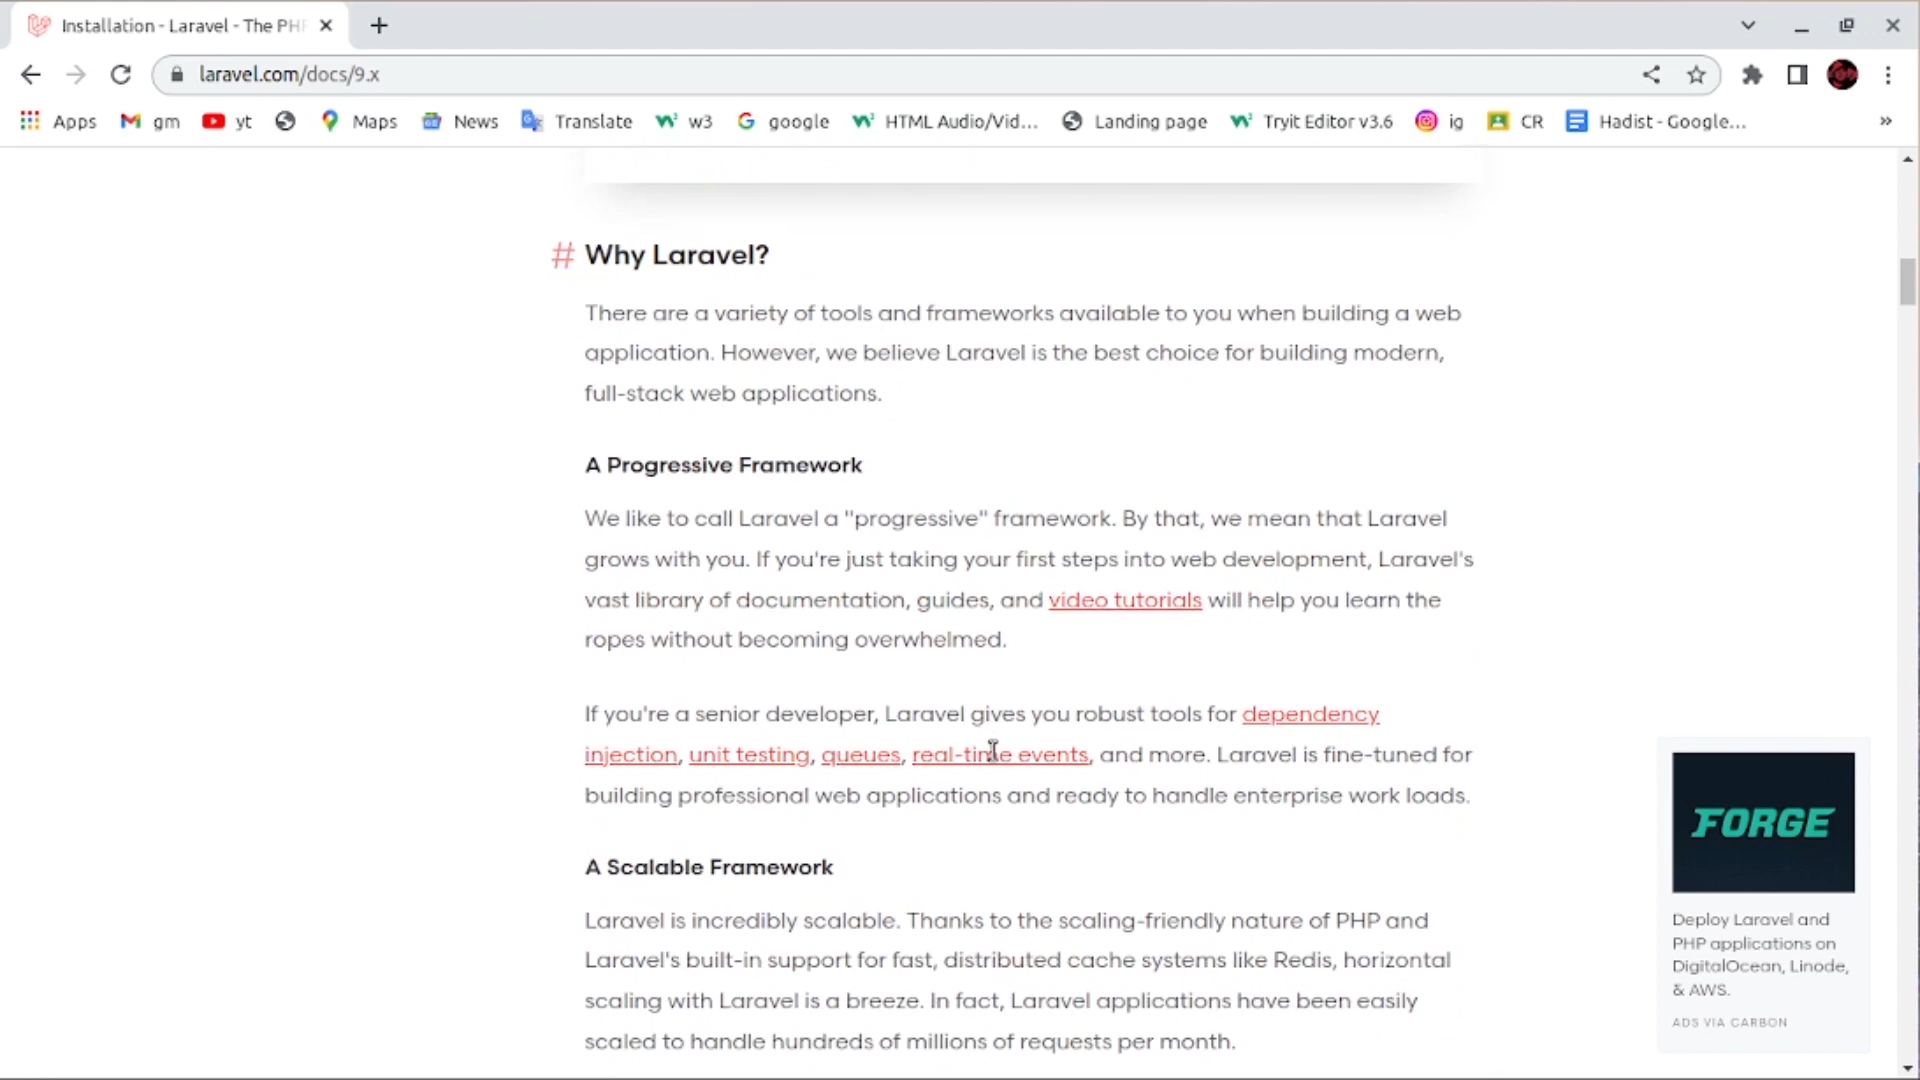 Installation - Laravel - The PH
laravel.com/docs/9.x
Apps gm yt Maps News Translate w3 google HTML Audio/Vid... Landing page Tryit Editor v3.6 ig CR Hadist - Google... »
# Why Laravel?
There are a variety of tools and frameworks available to you when building a web
application. However, we believe Laravel is the best choice for building modern,
full-stack web applications.
A Progressive Framework
We like to call Laravel a "progressive" framework. By that, we mean that Laravel
grows with you. If you're just taking your first steps into web development, Laravel's
vast library of documentation, guides, and video tutorials will help you learn the
ropes without becoming overwhelmed.
If you're a senior developer, Laravel gives you robust tools for dependency
injection, unit testing, queues, real-time events, and more. Laravel is fine-tuned for
building professional web applications and ready to handle enterprise work loads.
A Scalable Framework
Laravel is incredibly scalable. Thanks to the scaling-friendly nature of PHP and
Laravel's built-in support for fast, distributed cache systems like Redis, horizontal
scaling with Laravel is a breeze. In fact, Laravel applications have been easily
scaled to handle hundreds of millions of requests per month.
FORGE
Deploy Laravel and
PHP applications on
DigitalOcean, Linode,
& AWS.
ADS VIA CARBON